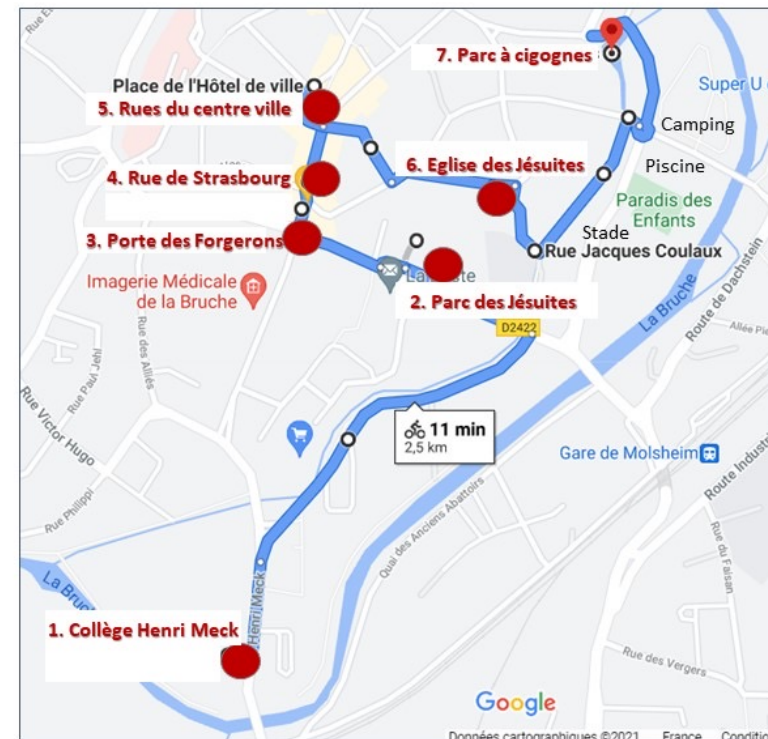 7. Parc à cigognes
Place de l'Hôtel de ville
Super U
5. Rues du centre ville
Camping
6. Eglise des Jésuites
Piscine
4. Rue de Strasbourg
Paradis des
Enfants
Stade
3. Porte des Forgerons
Rue Jacques Coulaux
Imagerie Médicale
de la Bruche
2. Parc des Jésuites
La Bruche
Route de Dachstein
D2422
Rue des Alliés
Rue Paul Jehl
11 min
2,5 km
Rue Victor Hugo
Gare de Molsheim
Quai des Anciens Abattoirs
Rue Philippi
Rue du Faisan
Henri Meck
1. Collège Henri Meck
Rue des Vergers
Google
Données cartographiques ©2021 France